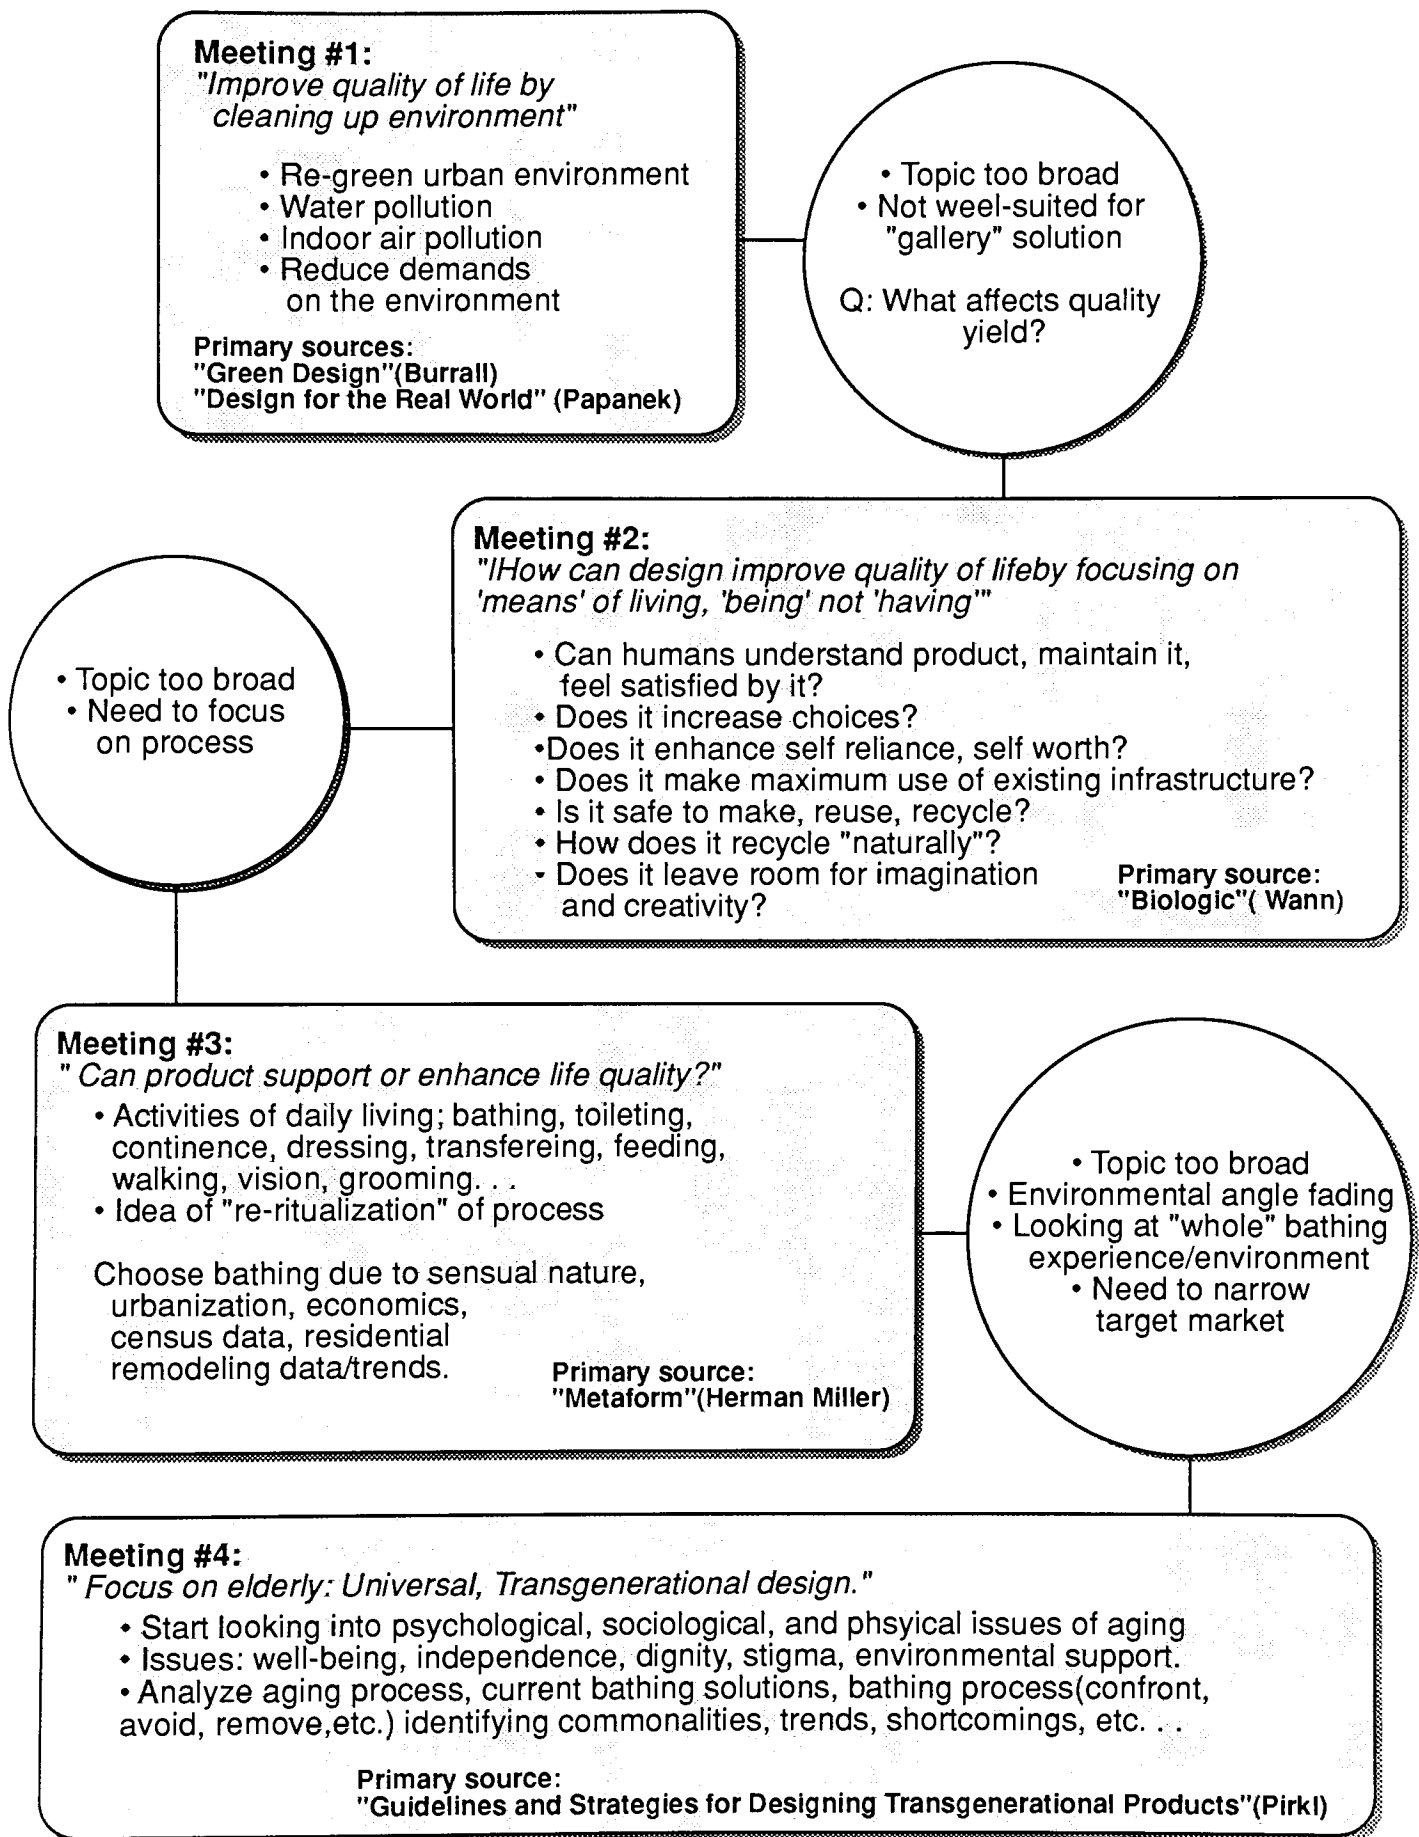 Meeting #1:
"Improve quality of life by
cleaning up environment"
• Re-green urban environment
• Water pollution
• Indoor air pollution
• Reduce demands
on the environment
Primary sources:
"Green Design"(Burrall)
"Design for the Real World" (Papanek)
• Topic too broad
• Not weel-suited for
"gallery" solution
Q: What affects quality
yield?
Meeting #2:
"IHow can design improve quality of lifeby focusing on
'means' of living, 'being' not 'having'"
• Can humans understand product, maintain it,
feel satisfied by it?
• Does it increase choices?
•Does it enhance self reliance, self worth?
• Does it make maximum use of existing infrastructure?
• Is it safe to make, reuse, recycle?
• How does it recycle "naturally"?
• Does it leave room for imagination
and creativity?
Primary source:
"Biologic"( Wann)
• Topic too broad
• Need to focus
on process
Meeting #3:
" Can product support or enhance life quality?"
• Activities of daily living; bathing, toileting,
continence, dressing, transfereing, feeding,
walking, vision, grooming. . .
• Idea of "re-ritualization" of process
Choose bathing due to sensual nature,
urbanization, economics,
census data, residential
remodeling data/trends.
Primary source:
"Metaform"(Herman Miller)
• Topic too broad
• Environmental angle fading
• Looking at "whole" bathing
experience/environment
• Need to narrow
target market
Meeting #4:
" Focus on elderly: Universal, Transgenerational design."
• Start looking into psychological, sociological, and phsyical issues of aging
• Issues: well-being, independence, dignity, stigma, environmental support.
• Analyze aging process, current bathing solutions, bathing process(confront,
avoid, remove,etc.) identifying commonalities, trends, shortcomings, etc. . .
Primary source:
"Guidelines and Strategies for Designing Transgenerational Products"(Pirkl)